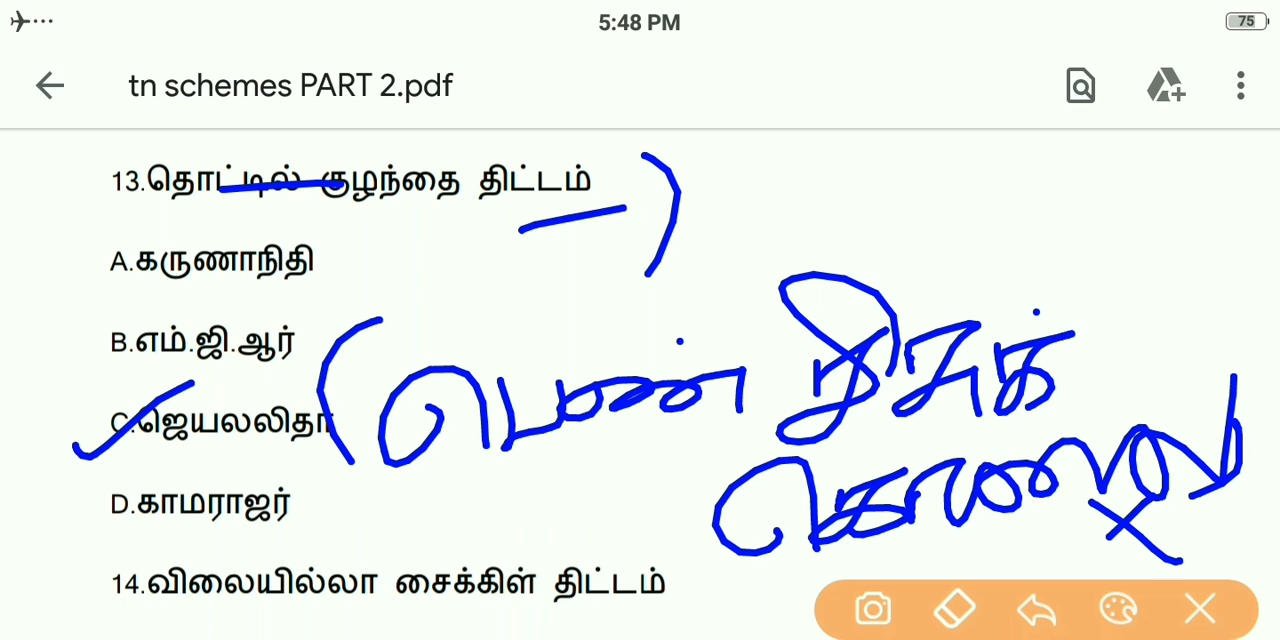 5:48 PM
75
tn schemes PART 2.pdf
13.தொட்டில் குழந்தை திட்டம்
A.கருணாநிதி
B.எம்.ஜி.ஆர்
C.ஜெயலலிதா
பெண் சிசுக்
கொலை
D.காமராஜர்
14.விலையில்லா சைக்கிள் திட்டம்